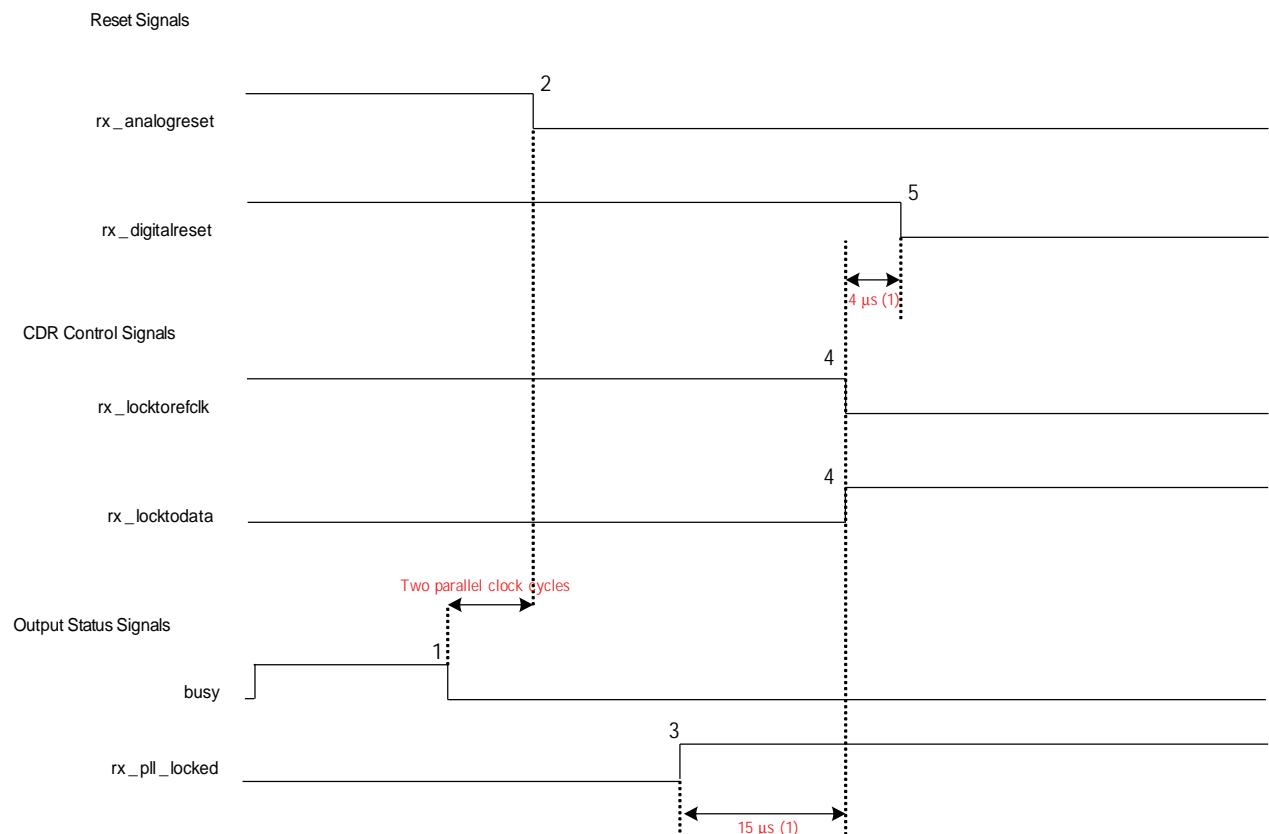 Reset Signals
2
rx_analogreset
5
rx_digitalreset
4 µs (1)
CDR Control Signals
4
rx_locktorefclk
4
rx_locktodata
Two parallel clock cycles
Output Status Signals
1
busy
3
rx_pll_locked
15 µs (1)